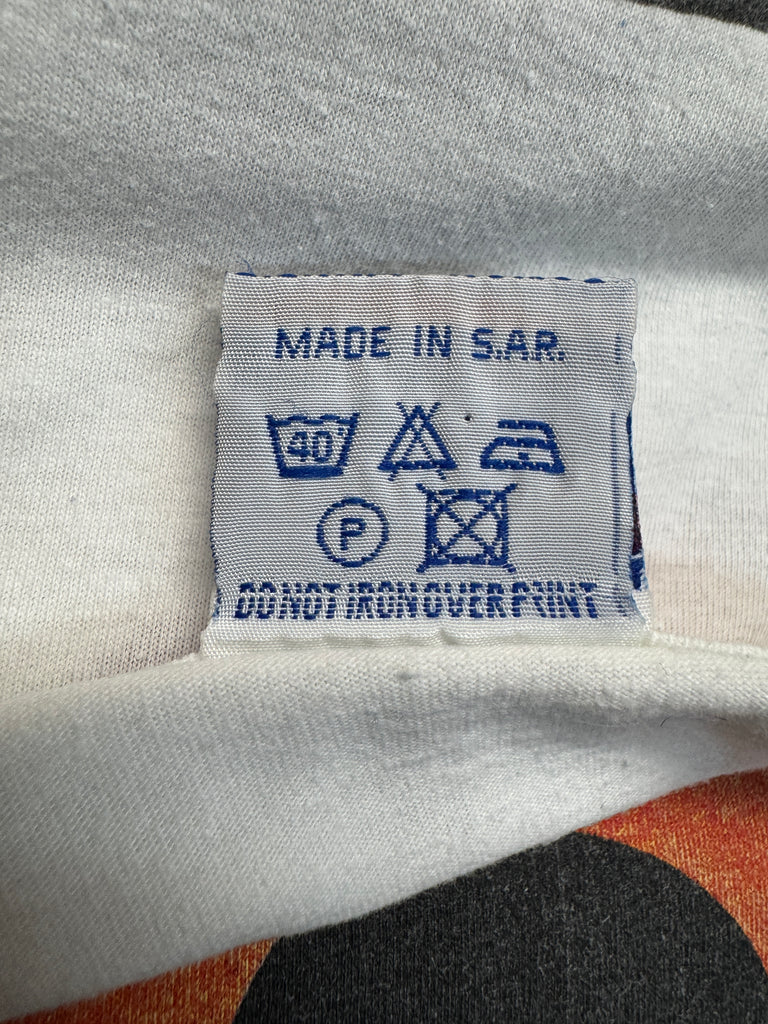 MADE IN S.A.R.
40°
P
DO NOT IRON OVER PRINT